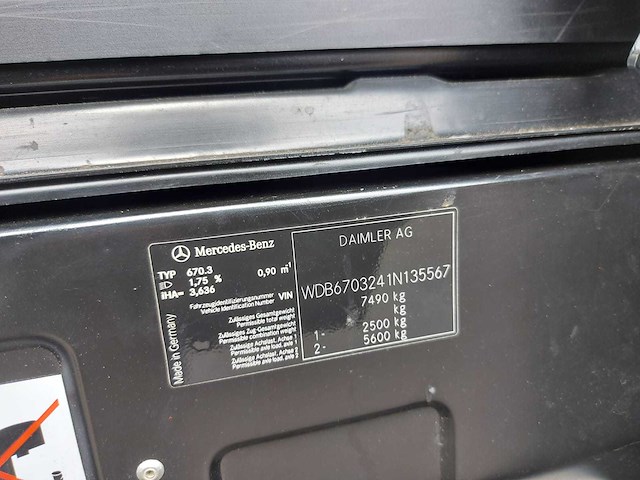 Mercedes-Benz
TYP 670.3
1,75 % 0,90 m-1
IHA= 3,636
Fahrzeugidentifizierungsnummer
Vehicle Identification Number VIN
Zulässiges Gesamtgewicht
Permissible total weight
Zulässiges Zug-Gesamtgewicht
Permissible combination weight
Zulässige Achslast, Achse 1
Permissible axle load, axle 1
Zulässige Achslast, Achse 2
Permissible axle load, axle 2
Made in Germany
DAIMLER AG
WDB6703241N135567
7490 kg
kg
1- 2500 kg
2- 5600 kg